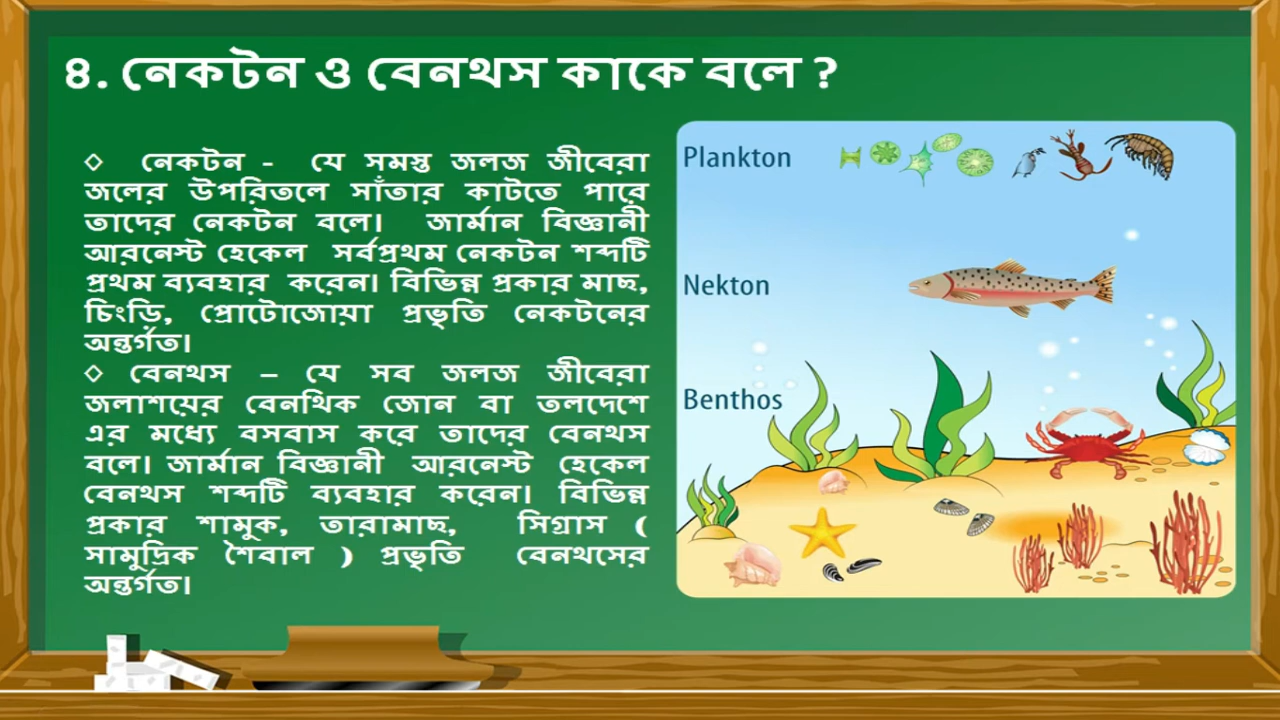 ৪. নেকটন ও বেনথস কাকে বলে ?
◇ নেকটন - যে সমস্ত জলজ জীবেরা
জলের উপরিতলে সাঁতার কাটতে পারে
তাদের নেকটন বলে। জার্মান বিজ্ঞানী
আরনেস্ট হেকেল সর্বপ্রথম নেকটন শব্দটি
প্রথম ব্যবহার করেন। বিভিন্ন প্রকার মাছ,
চিংড়ি, প্রোটোজোয়া প্রভৃতি নেকটনের
অন্তর্গত।
◇ বেনথস – যে সব জলজ জীবেরা
জলাশয়ের বেনথিক জোন বা তলদেশে
এর মধ্যে বসবাস করে তাদের বেনথস
বলে। জার্মান বিজ্ঞানী আরনেস্ট হেকেল
বেনথস শব্দটি ব্যবহার করেন। বিভিন্ন
প্রকার শামুক, তারামাছ, সিগ্রাস (
সামুদ্রিক শৈবাল ) প্রভৃতি বেনথসের
অন্তর্গত।
Plankton
Nekton
Benthos